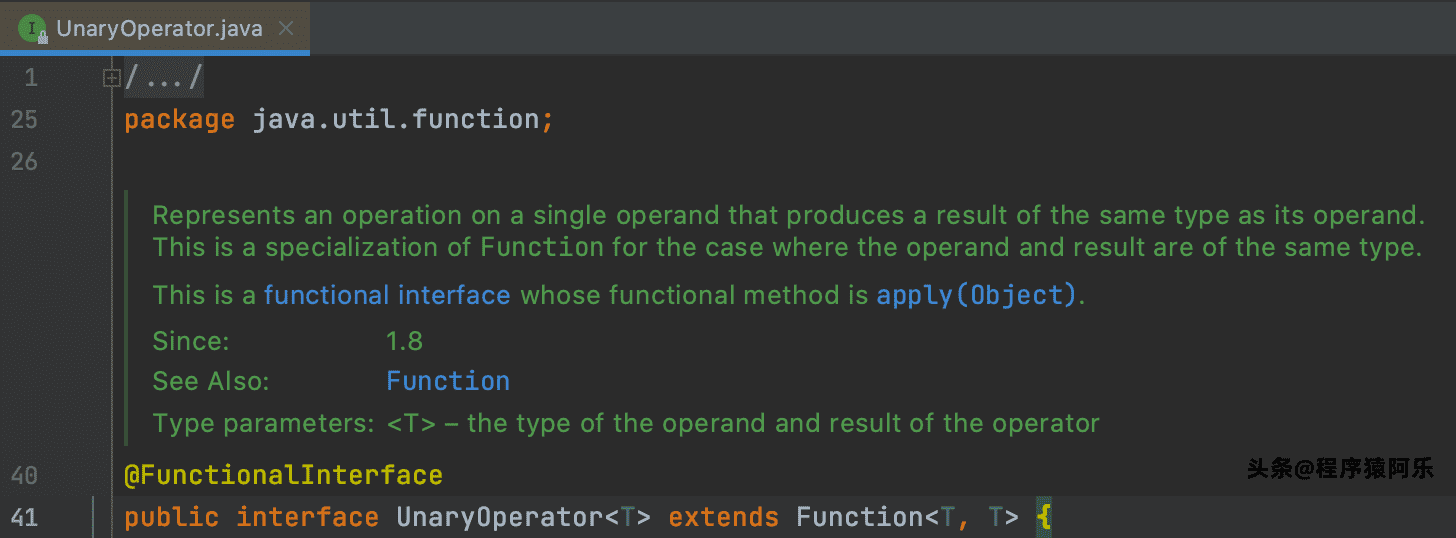 UnaryOperator.java
1 /.../
25 package java.util.function;
26
Represents an operation on a single operand that produces a result of the same type as its operand.
This is a specialization of Function for the case where the operand and result are of the same type.
This is a functional interface whose functional method is apply(Object).
Since: 1.8
See Also: Function
Type parameters: <T> – the type of the operand and result of the operator
40 @FunctionalInterface
头条@程序猿阿乐
41 public interface UnaryOperator<T> extends Function<T, T> {